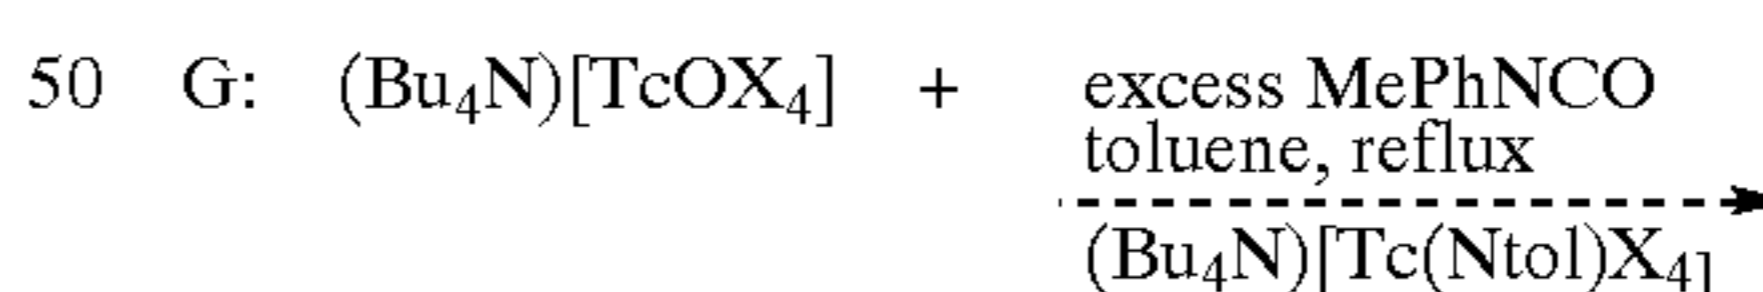 50 G: (Bu₄N)[TcOX₄] + excess MePhNCO
toluene, reflux
(Bu₄N)[Tc(Ntol)X₄]